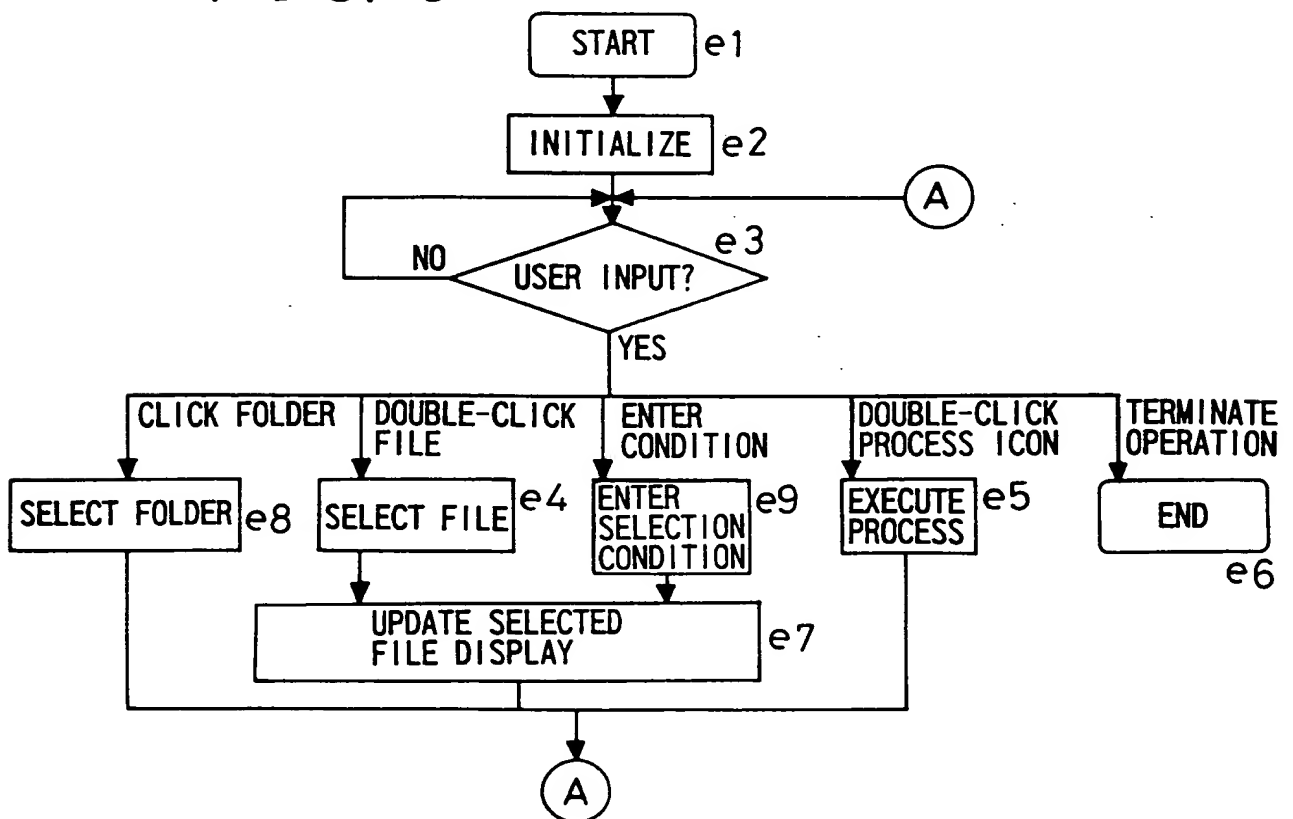 START e1
INITIALIZE e2
A
e3
NO
USER INPUT?
YES
CLICK FOLDER
DOUBLE-CLICK
FILE
ENTER
CONDITION
DOUBLE-CLICK
PROCESS ICON
TERMINATE
OPERATION
SELECT FOLDER e8
SELECT FILE e4
ENTER
SELECTION
CONDITION
e9
EXECUTE
PROCESS
e5
END
e6
UPDATE SELECTED
FILE DISPLAY
e7
A